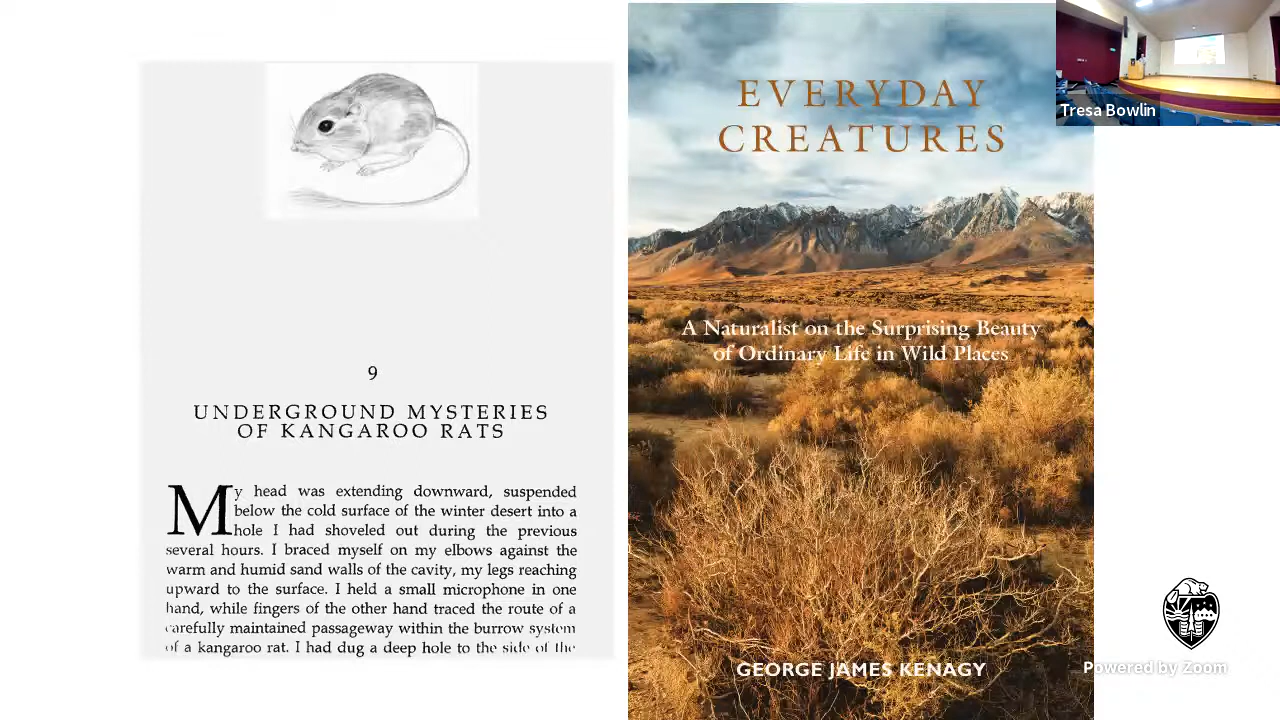 9
UNDERGROUND MYSTERIES
OF KANGAROO RATS
My head was extending downward, suspended
below the cold surface of the winter desert into a
hole I had shoveled out during the previous
several hours. I braced myself on my elbows against the
warm and humid sand walls of the cavity, my legs reaching
upward to the surface. I held a small microphone in one
hand, while fingers of the other hand traced the route of a
carefully maintained passageway within the burrow system
of a kangaroo rat. I had dug a deep hole to the side of the
EVERYDAY
CREATURES
A Naturalist on the Surprising Beauty
of Ordinary Life in Wild Places
GEORGE JAMES KENAGY
Tresa Bowlin
Powered by Zoom